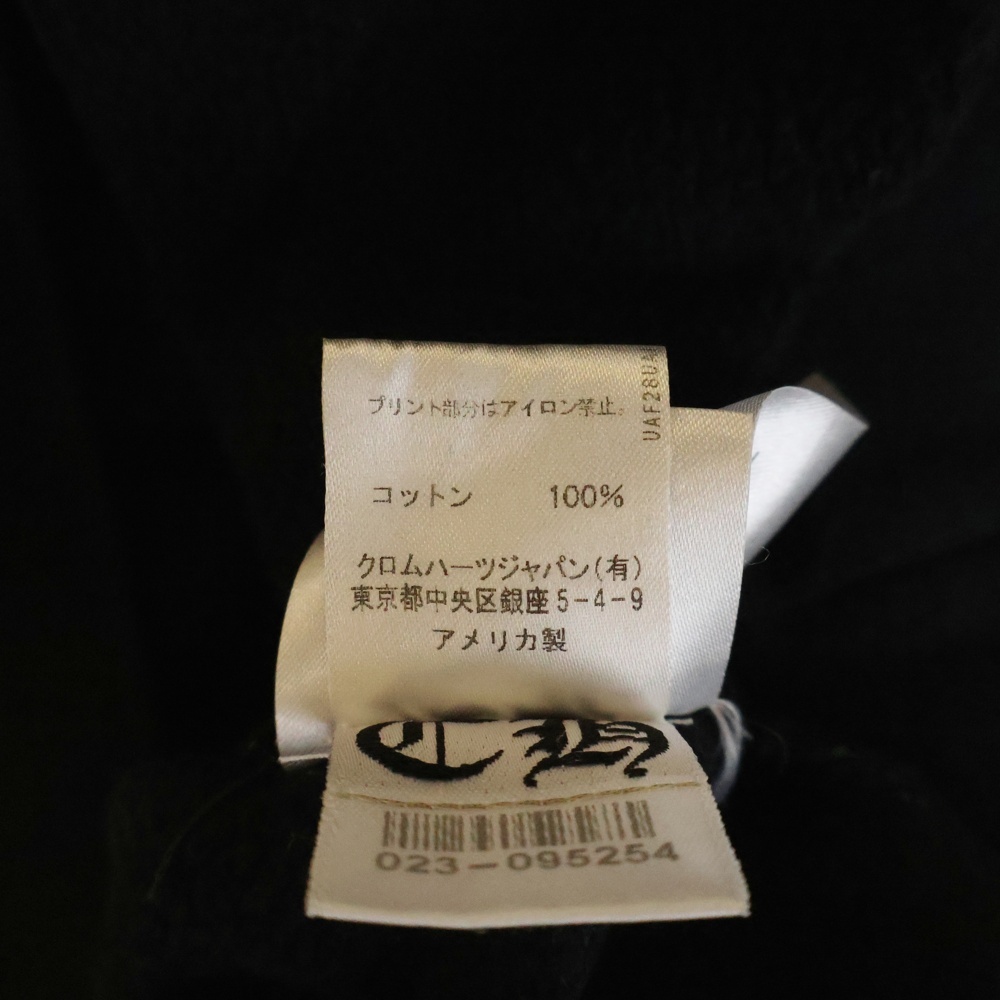 プリント部分はアイロン禁止。
UAF28UA
コットン 100%
クロムハーツジャパン(有)
東京都中央区銀座5-4-9
アメリカ製
CH
023-095254